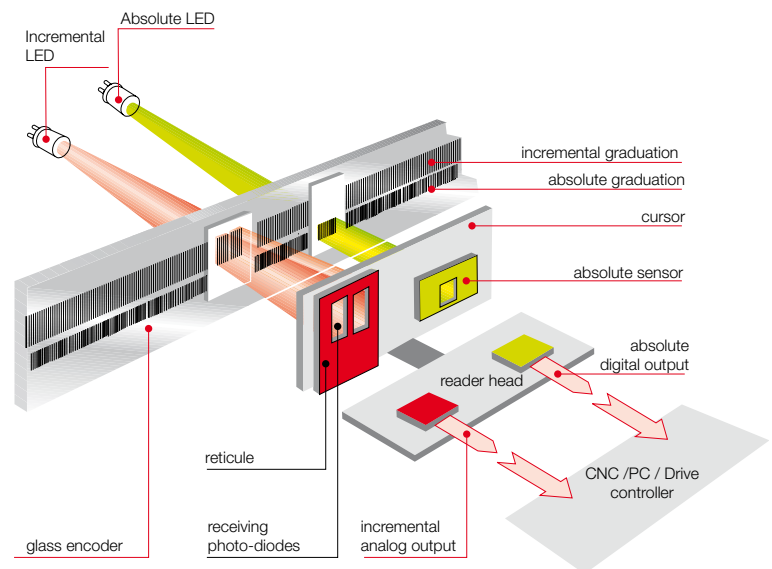 Absolute LED
Incremental
LED
incremental graduation
absolute graduation
cursor
absolute sensor
absolute
digital output
reader head
CNC /PC / Drive
controller
reticule
receiving
photo-diodes
incremental
analog output
glass encoder